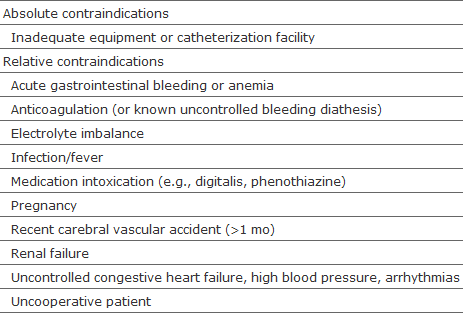 Absolute contraindications
Inadequate equipment or catheterization facility
Relative contraindications
Acute gastrointestinal bleeding or anemia
Anticoagulation (or known uncontrolled bleeding diathesis)
Electrolyte imbalance
Infection/fever
Medication intoxication (e.g., digitalis, phenothiazine)
Pregnancy
Recent carebral vascular accident (>1 mo)
Renal failure
Uncontrolled congestive heart failure, high blood pressure, arrhythmias
Uncooperative patient